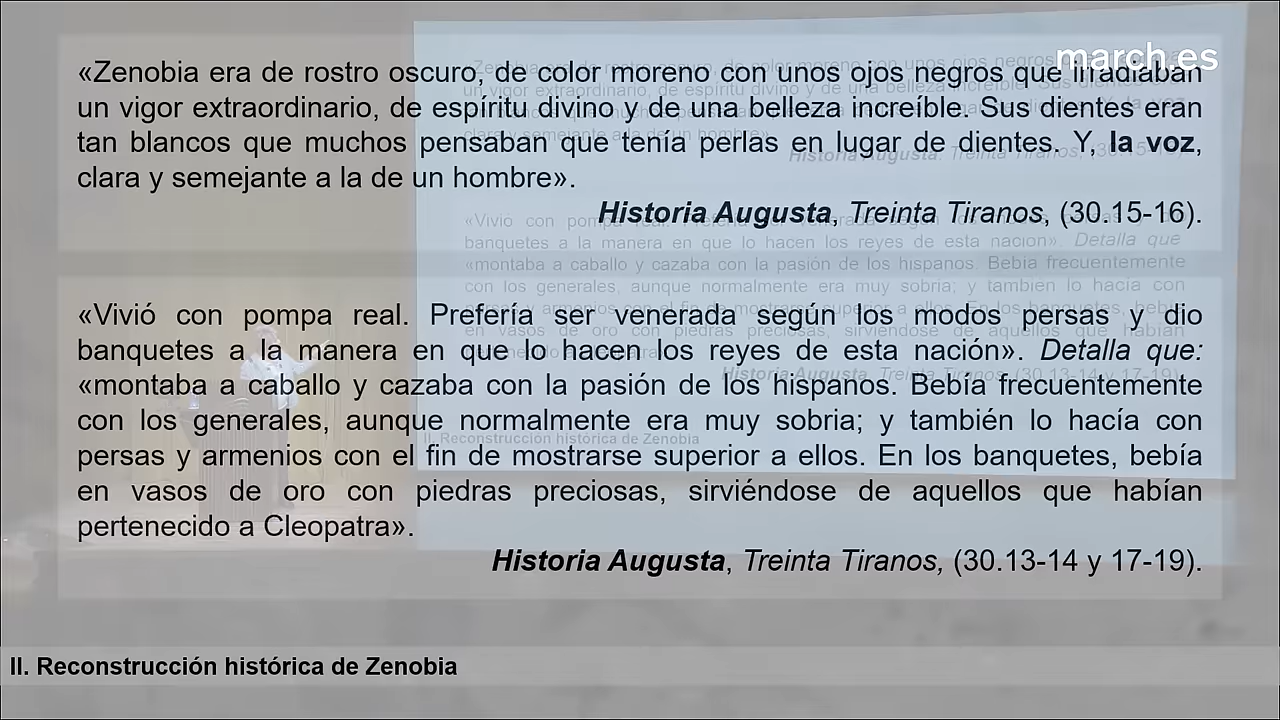 march.es
«Zenobia era de rostro oscuro, de color moreno con unos ojos negros que irradiaban
un vigor extraordinario, de espíritu divino y de una belleza increíble. Sus dientes eran
tan blancos que muchos pensaban que tenía perlas en lugar de dientes. Y, la voz,
clara y semejante a la de un hombre».
Historia Augusta, Treinta Tiranos, (30.15-16).
«Vivió con pompa real. Prefería ser venerada según los modos persas y dio
banquetes a la manera en que lo hacen los reyes de esta nación». Detalla que:
«montaba a caballo y cazaba con la pasión de los hispanos. Bebía frecuentemente
con los generales, aunque normalmente era muy sobria; y también lo hacía con
persas y armenios con el fin de mostrarse superior a ellos. En los banquetes, bebía
en vasos de oro con piedras preciosas, sirviéndose de aquellos que habían
pertenecido a Cleopatra».
Historia Augusta, Treinta Tiranos, (30.13-14 y 17-19).
II. Reconstrucción histórica de Zenobia